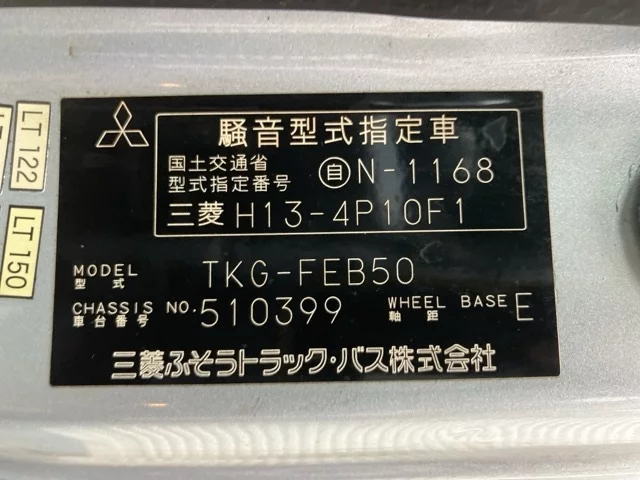 騒音型式指定車
国土交通省
型式指定番号 自N-1168
三菱 H13-4P10F1
MODEL
型式 TKG-FEB50
CHASSIS NO.
車台番号 510399
WHEEL BASE
軸距 E
三菱ふそうトラック・バス株式会社
LT 122
LT 150